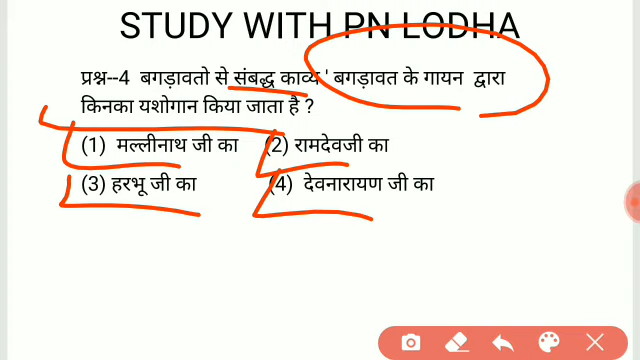 STUDY WITH PN LODHA
प्रश्न--4 बगड़ावतो से संबद्ध काव्य ' बगड़ावत के गायन द्वारा
किनका यशोगान किया जाता है ?
(1) मल्लीनाथ जी का (2) रामदेवजी का
(3) हरभू जी का (4) देवनारायण जी का